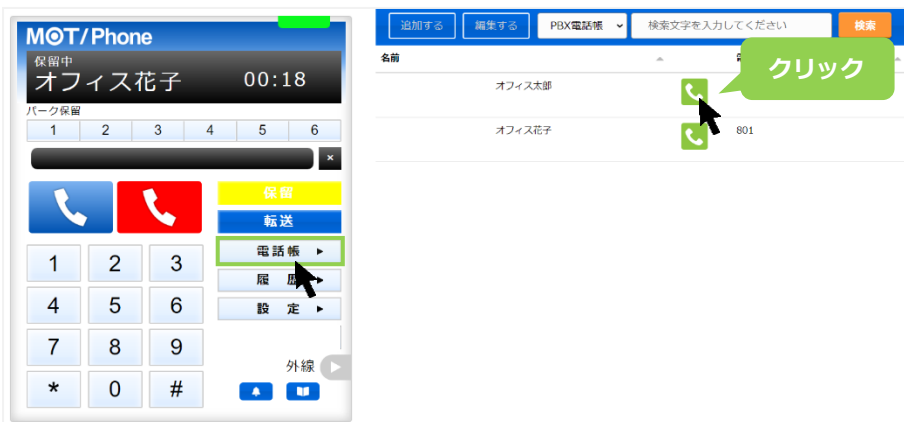 MOT/Phone
保留中
オフィス花子 00:18
パーク保留
1 2 3 4 5 6
×
保留
転送
電話帳
履 歴
設 定
1 2 3
4 5 6
7 8 9
* 0 #
外線
追加する 編集する PBX電話帳 検索文字を入力してください 検索
名前
クリック
オフィス太郎
オフィス花子 801